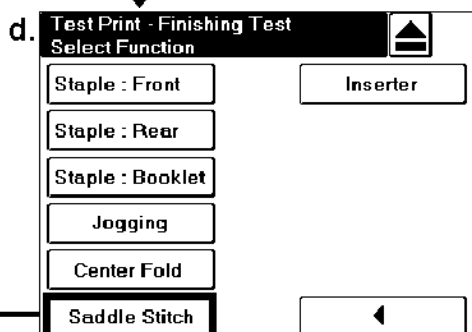 d.
Test Print - Finishing Test
Select Function
Staple : Front
Inserter
Staple : Rear
Staple : Booklet
Jogging
Center Fold
Saddle Stitch